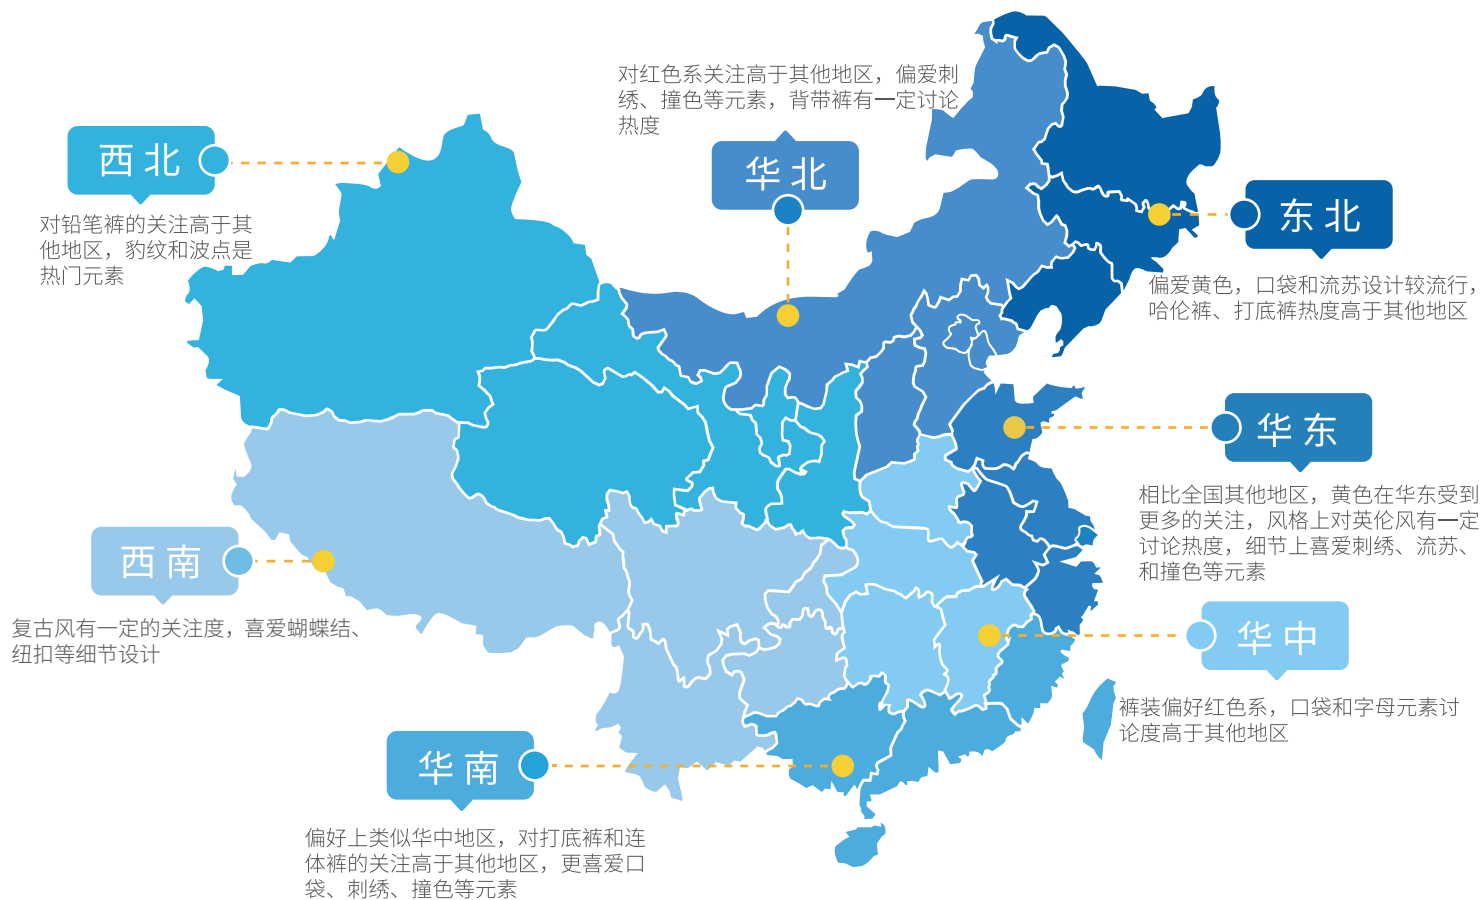 对红色系关注高于其他地区，偏爱刺
绣、撞色等元素，背带裤有一定讨论
热度
华北
西北
对铅笔裤的关注高于其
他地区，豹纹和波点是
热门元素
东北
偏爱黄色，口袋和流苏设计较流行，
哈伦裤、打底裤热度高于其他地区
华东
相比全国其他地区，黄色在华东受到
更多的关注，风格上对英伦风有一定
讨论热度，细节上喜爱刺绣、流苏、
和撞色等元素
西南
复古风有一定的关注度，喜爱蝴蝶结、
纽扣等细节设计
华中
裤装偏好红色系，口袋和字母元素讨
论度高于其他地区
华南
偏好上类似华中地区，对打底裤和连
体裤的关注高于其他地区，更喜爱口
袋、刺绣、撞色等元素